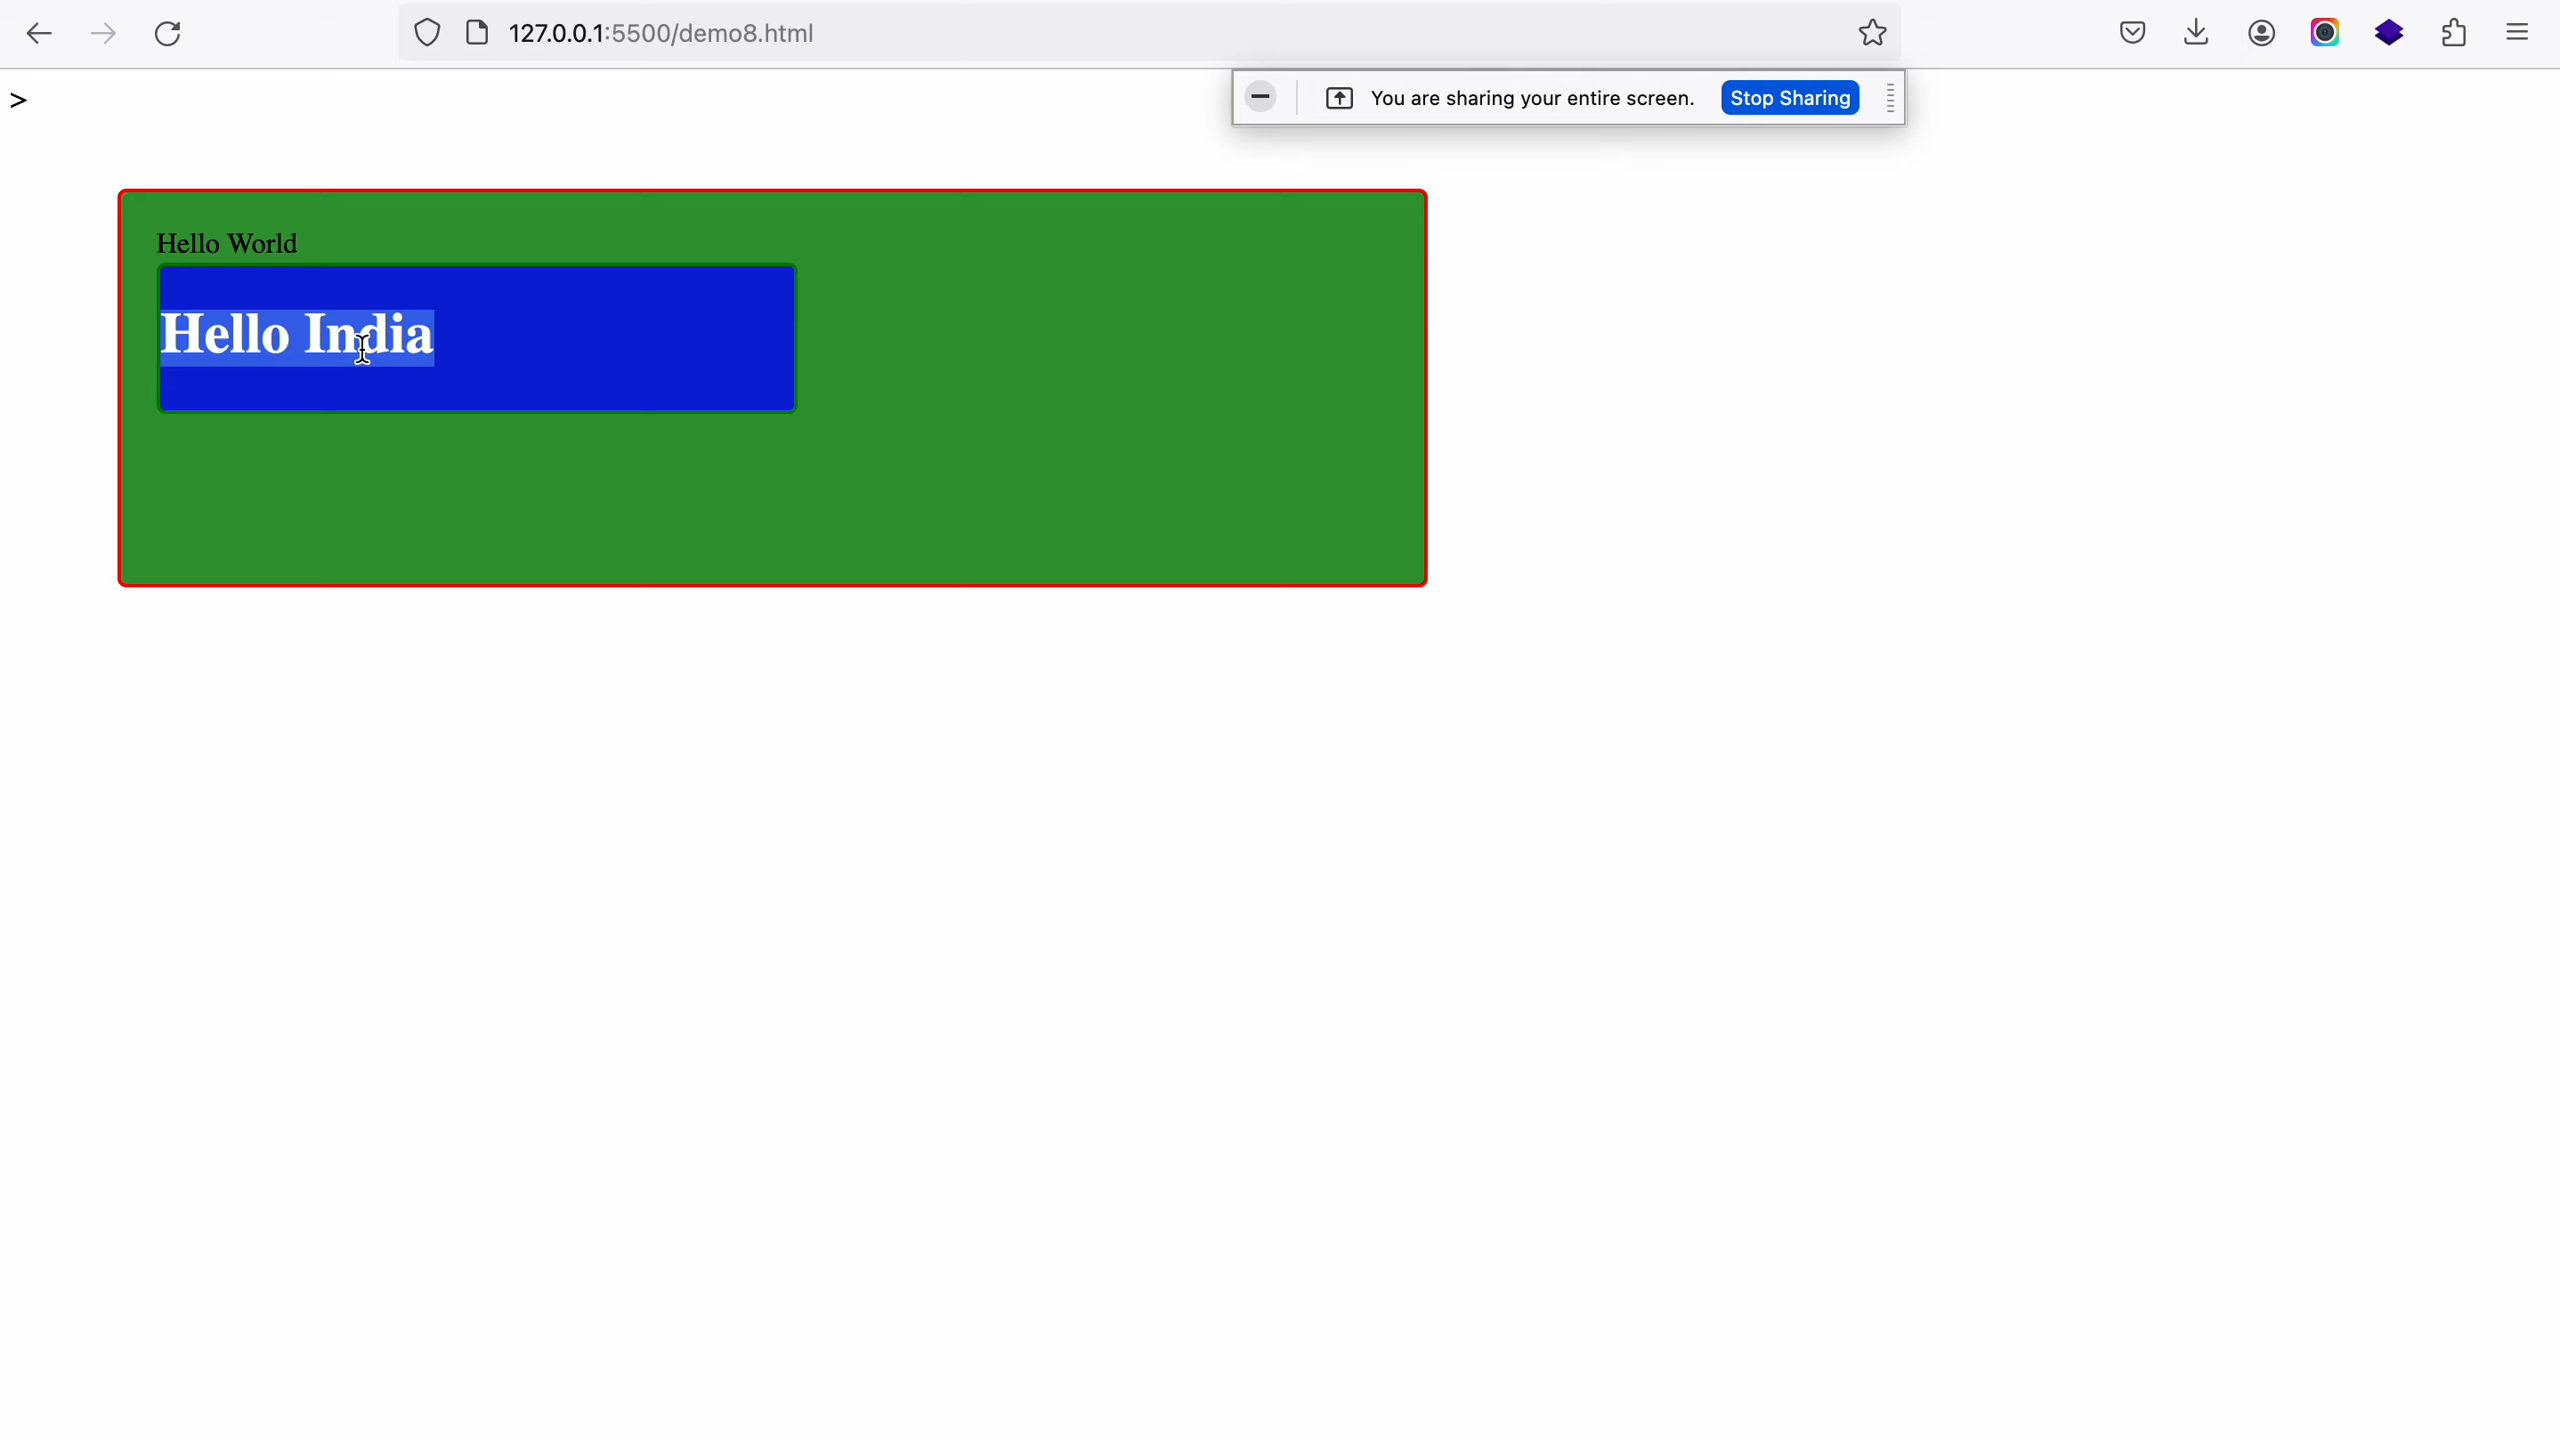 127.0.0.1:5500/demo8.html
You are sharing your entire screen. Stop Sharing
>
Hello World
Hello India